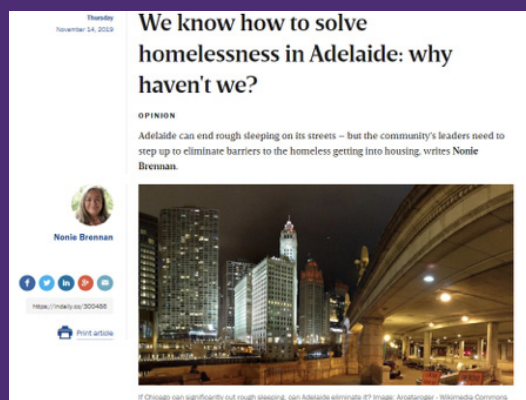 Thursday
November 14, 2019
We know how to solve
homelessness in Adelaide: why
haven't we?
OPINION
Adelaide can end rough sleeping on its streets – but the community's leaders need to
step up to eliminate barriers to the homeless getting into housing, writes Nonie
Brennan.
Nonie Brennan
https://indaily.co/300486
Print article
If Chicago can significantly cut rough sleeping, can Adelaide eliminate it? Image: Arpatároger - Wikimedia Commons